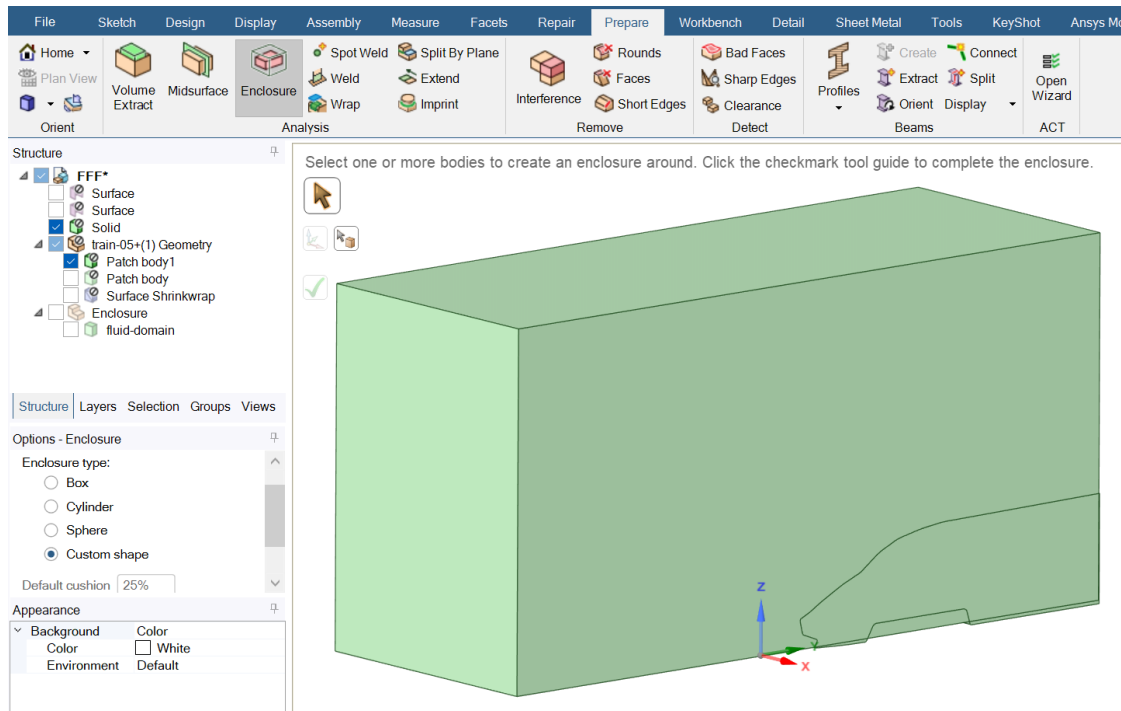 File Sketch Design Display Assembly Measure Facets Repair Prepare Workbench Detail Sheet Metal Tools KeyShot Ansys Mo
Home Spot Weld Split By Plane Rounds Bad Faces Create Connect
Plan View Weld Extend Faces Sharp Edges Extract Split
Volume Extract Midsurface Enclosure Wrap Imprint Interference Short Edges Clearance Profiles Orient Display Open Wizard
Orient Analysis Remove Detect Beams ACT
Structure
FFF*
Surface
Surface
Solid
train-05+(1) Geometry
Patch body1
Patch body
Surface Shrinkwrap
Enclosure
fluid-domain
Structure Layers Selection Groups Views
Options - Enclosure
Enclosure type:
Box
Cylinder
Sphere
Custom shape
Default cushion 25%
Appearance
Background Color
Color White
Environment Default
Select one or more bodies to create an enclosure around. Click the checkmark tool guide to complete the enclosure.
Z
Y
X